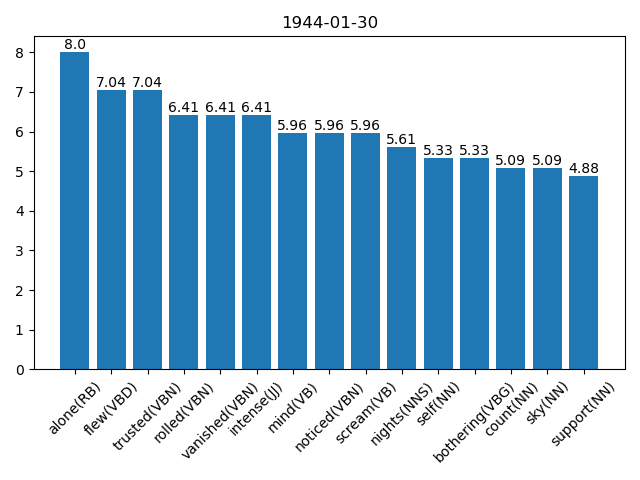 1944-01-30
8.0
7.04
7.04
6.41
6.41
6.41
5.96
5.96
5.96
5.61
5.33
5.33
5.09
5.09
4.88
8
7
6
5
4
3
2
1
0
alone(RB)
flew(VBD)
trusted(VBN)
rolled(VBN)
vanished(VBN)
intense(JJ)
mind(VB)
noticed(VBN)
scream(VB)
nights(NNS)
self(NN)
bothering(VBG)
count(NN)
sky(NN)
support(NN)